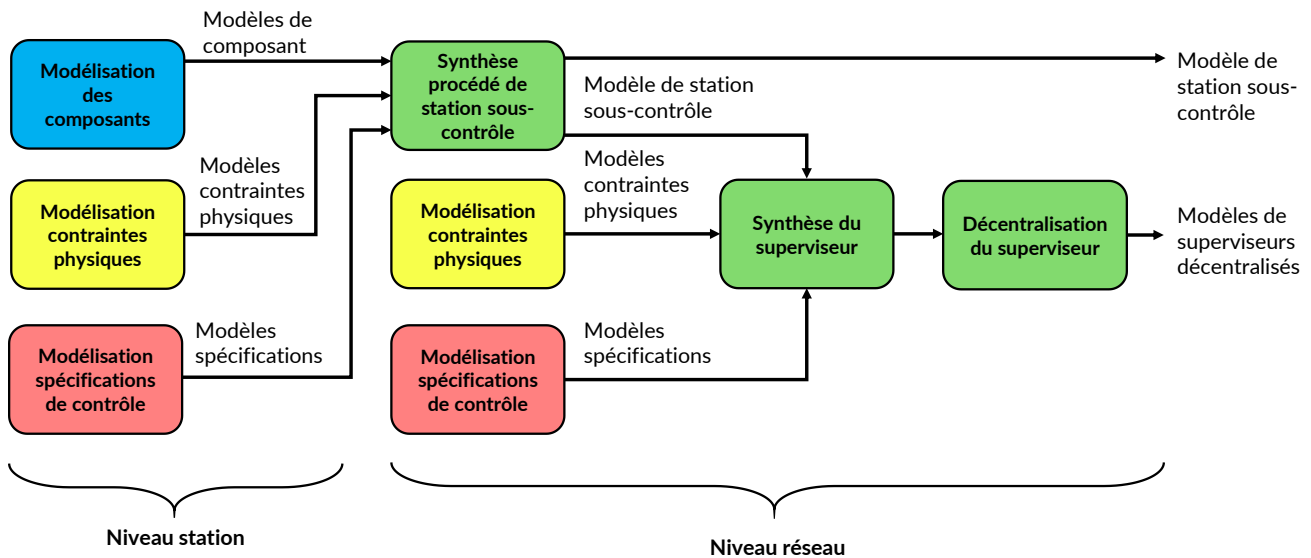 Modèles de
composant
Modélisation
des
composants
Synthèse
procédé de
station sous-
contrôle
Modèle de station
sous-contrôle
Modèle de
station sous-
contrôle
Modèles
contraintes
physiques
Modélisation
contraintes
physiques
Modélisation
contraintes
physiques
Modèles
contraintes
physiques
Synthèse du
superviseur
Décentralisation
du superviseur
Modèles de
superviseurs
décentralisés
Modélisation
spécifications
de contrôle
Modèles
spécifications
Modélisation
spécifications
de contrôle
Modèles
spécifications
Niveau station
Niveau réseau